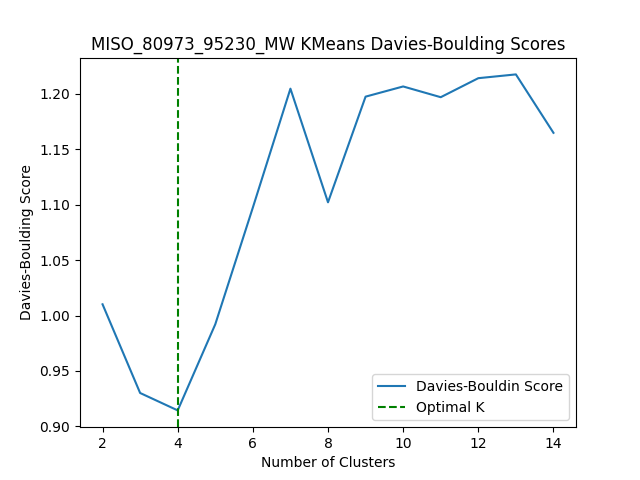 MISO_80973_95230_MW KMeans Davies-Boulding Scores
Davies-Boulding Score
1.20
1.15
1.10
1.05
1.00
0.95
0.90
Davies-Bouldin Score
Optimal K
2 4 6 8 10 12 14
Number of Clusters